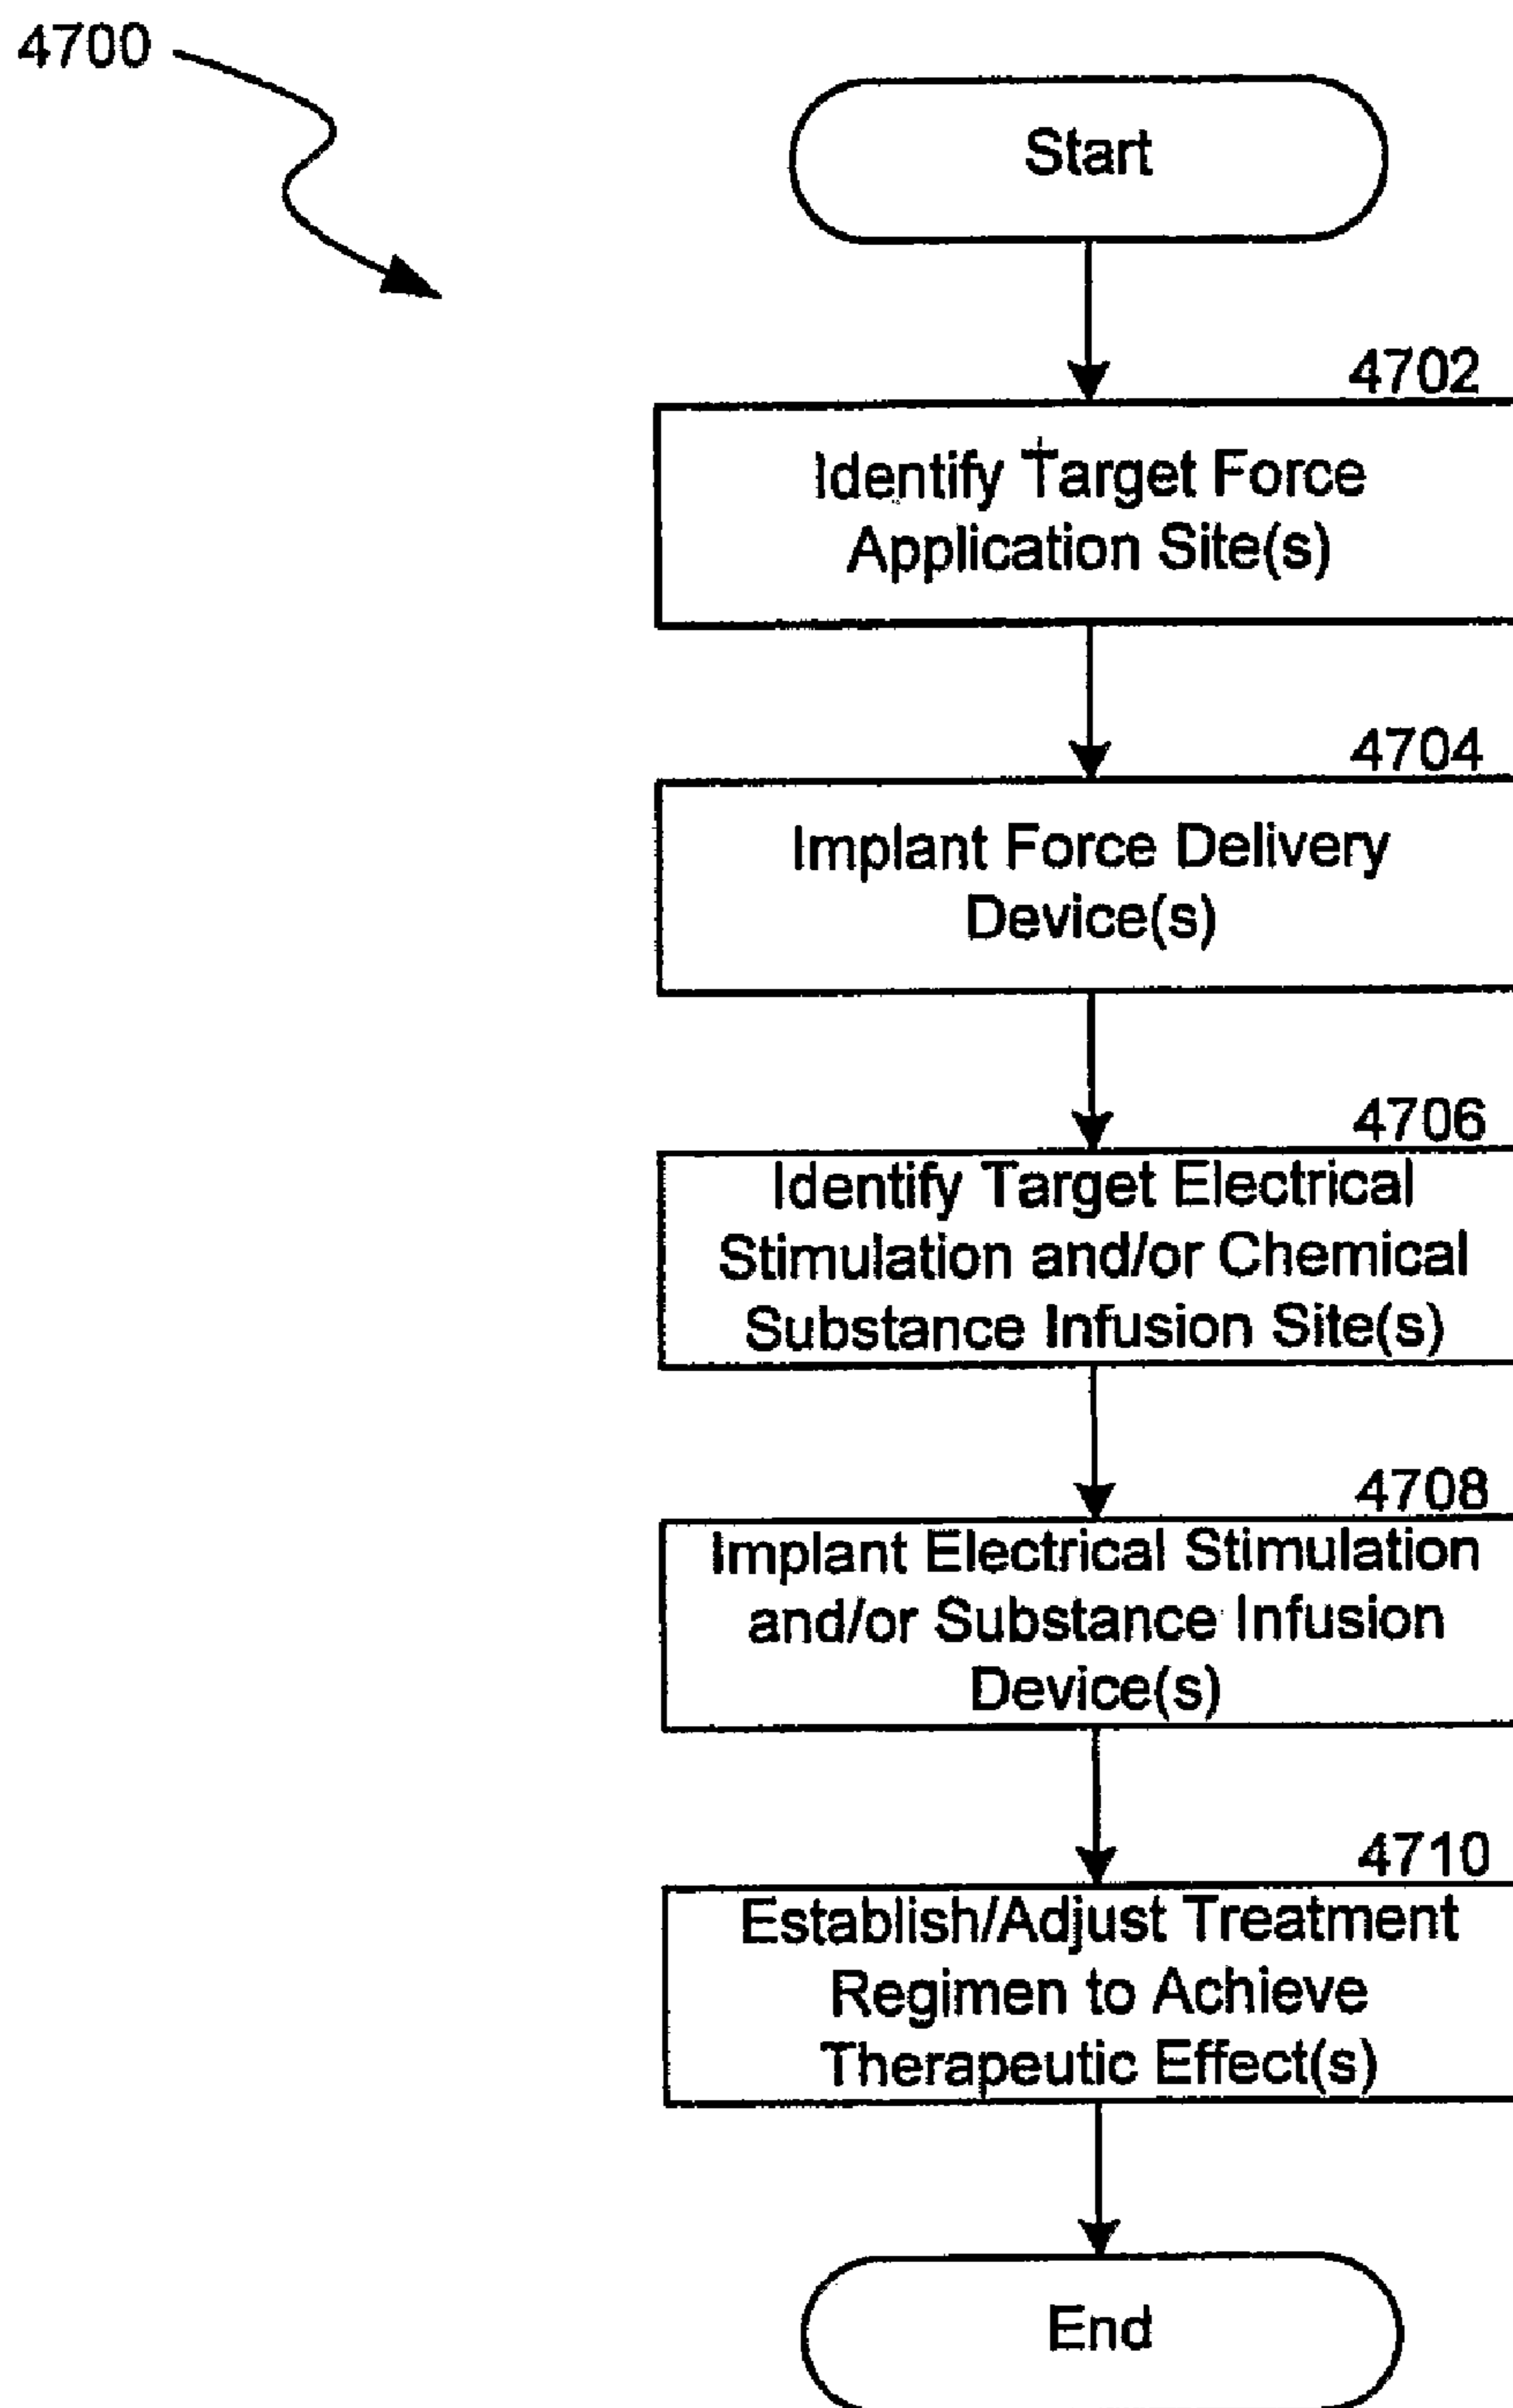 4700
Start
4702
Identify Target Force
Application Site(s)
4704
Implant Force Delivery
Device(s)
4706
Identify Target Electrical
Stimulation and/or Chemical
Substance Infusion Site(s)
4708
Implant Electrical Stimulation
and/or Substance Infusion
Device(s)
4710
Establish/Adjust Treatment
Regimen to Achieve
Therapeutic Effect(s)
End